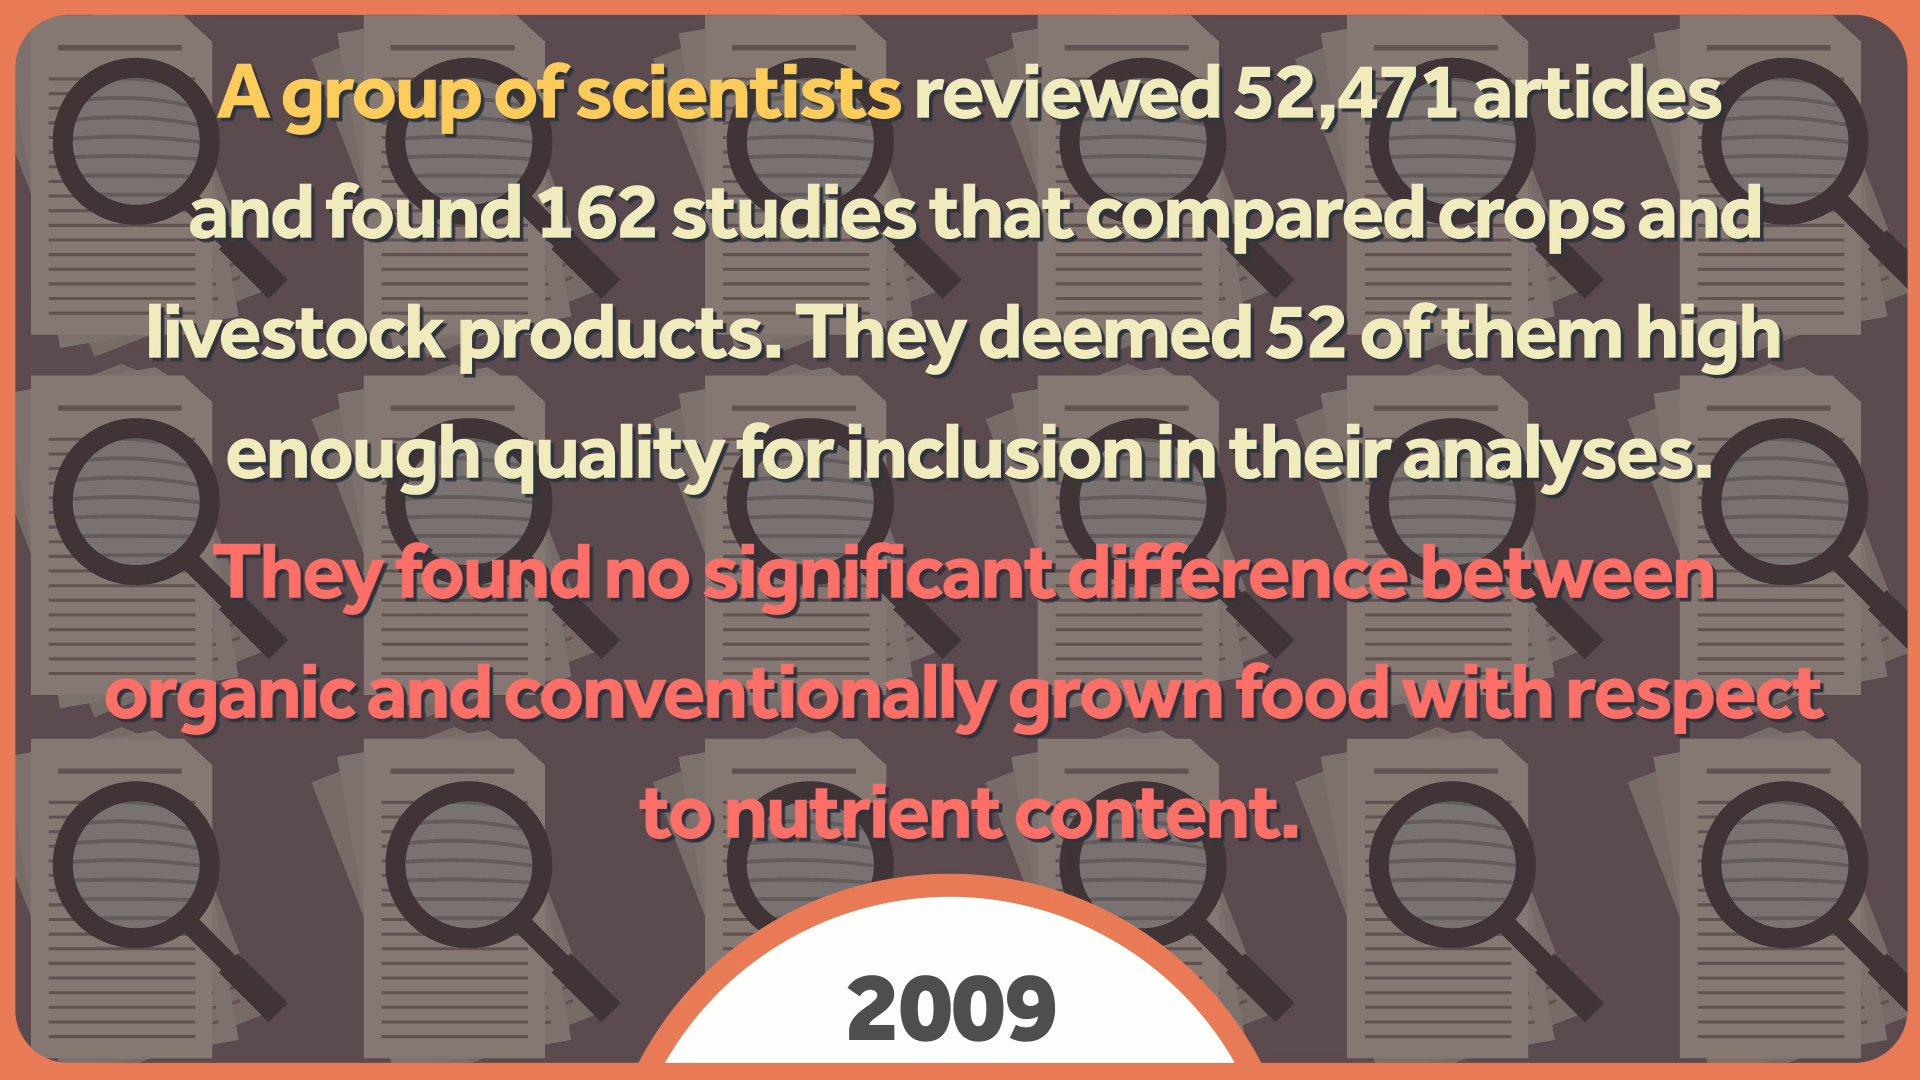 A group of scientists reviewed 52,471 articles
and found 162 studies that compared crops and
livestock products. They deemed 52 of them high
enough quality for inclusion in their analyses.
They found no significant difference between
organic and conventionally grown food with respect
to nutrient content.
2009